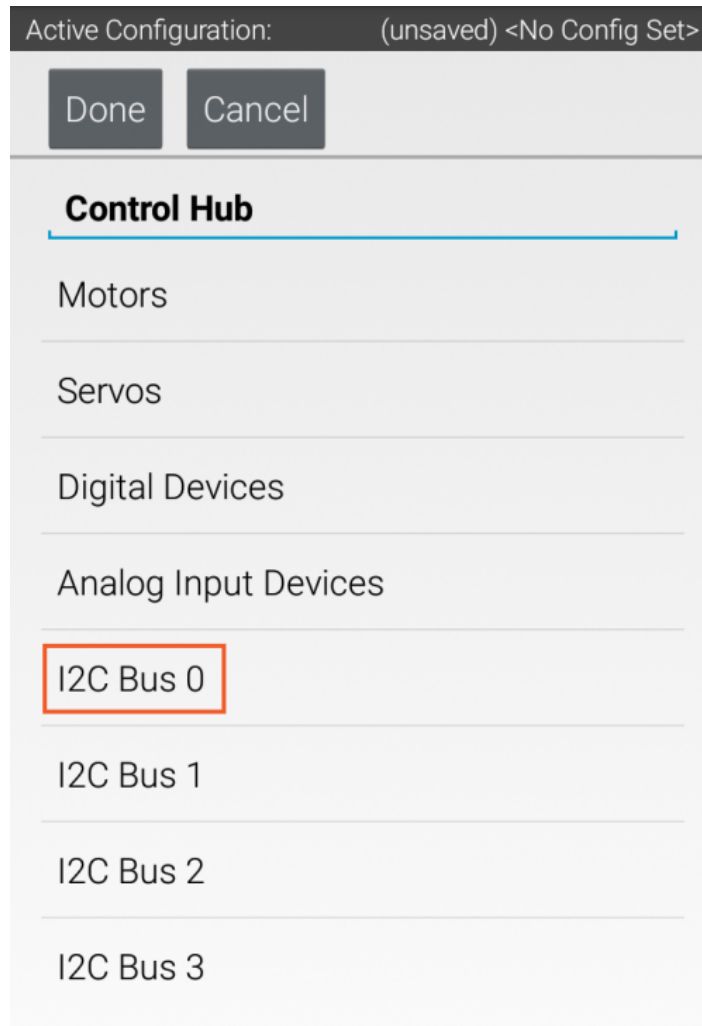 Active Configuration: (unsaved) <No Config Set>
Done Cancel
Control Hub
Motors
Servos
Digital Devices
Analog Input Devices
I2C Bus 0
I2C Bus 1
I2C Bus 2
I2C Bus 3